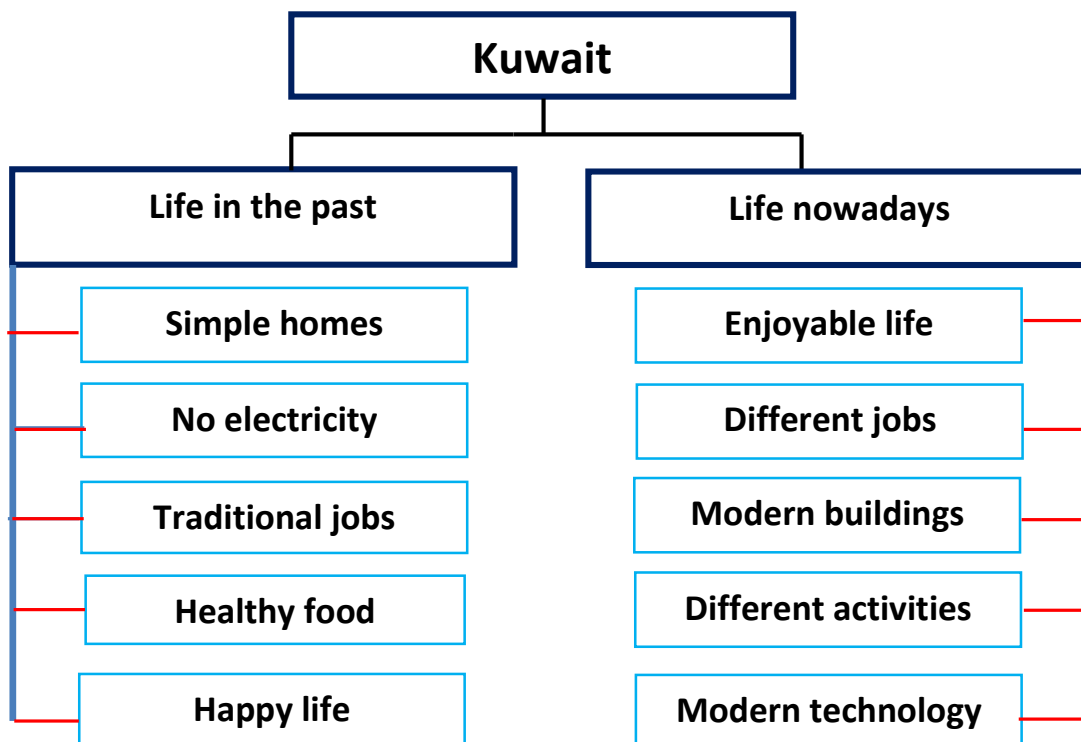 Kuwait
Life in the past
Simple homes
No electricity
Traditional jobs
Healthy food
Happy life
Life nowadays
Enjoyable life
Different jobs
Modern buildings
Different activities
Modern technology